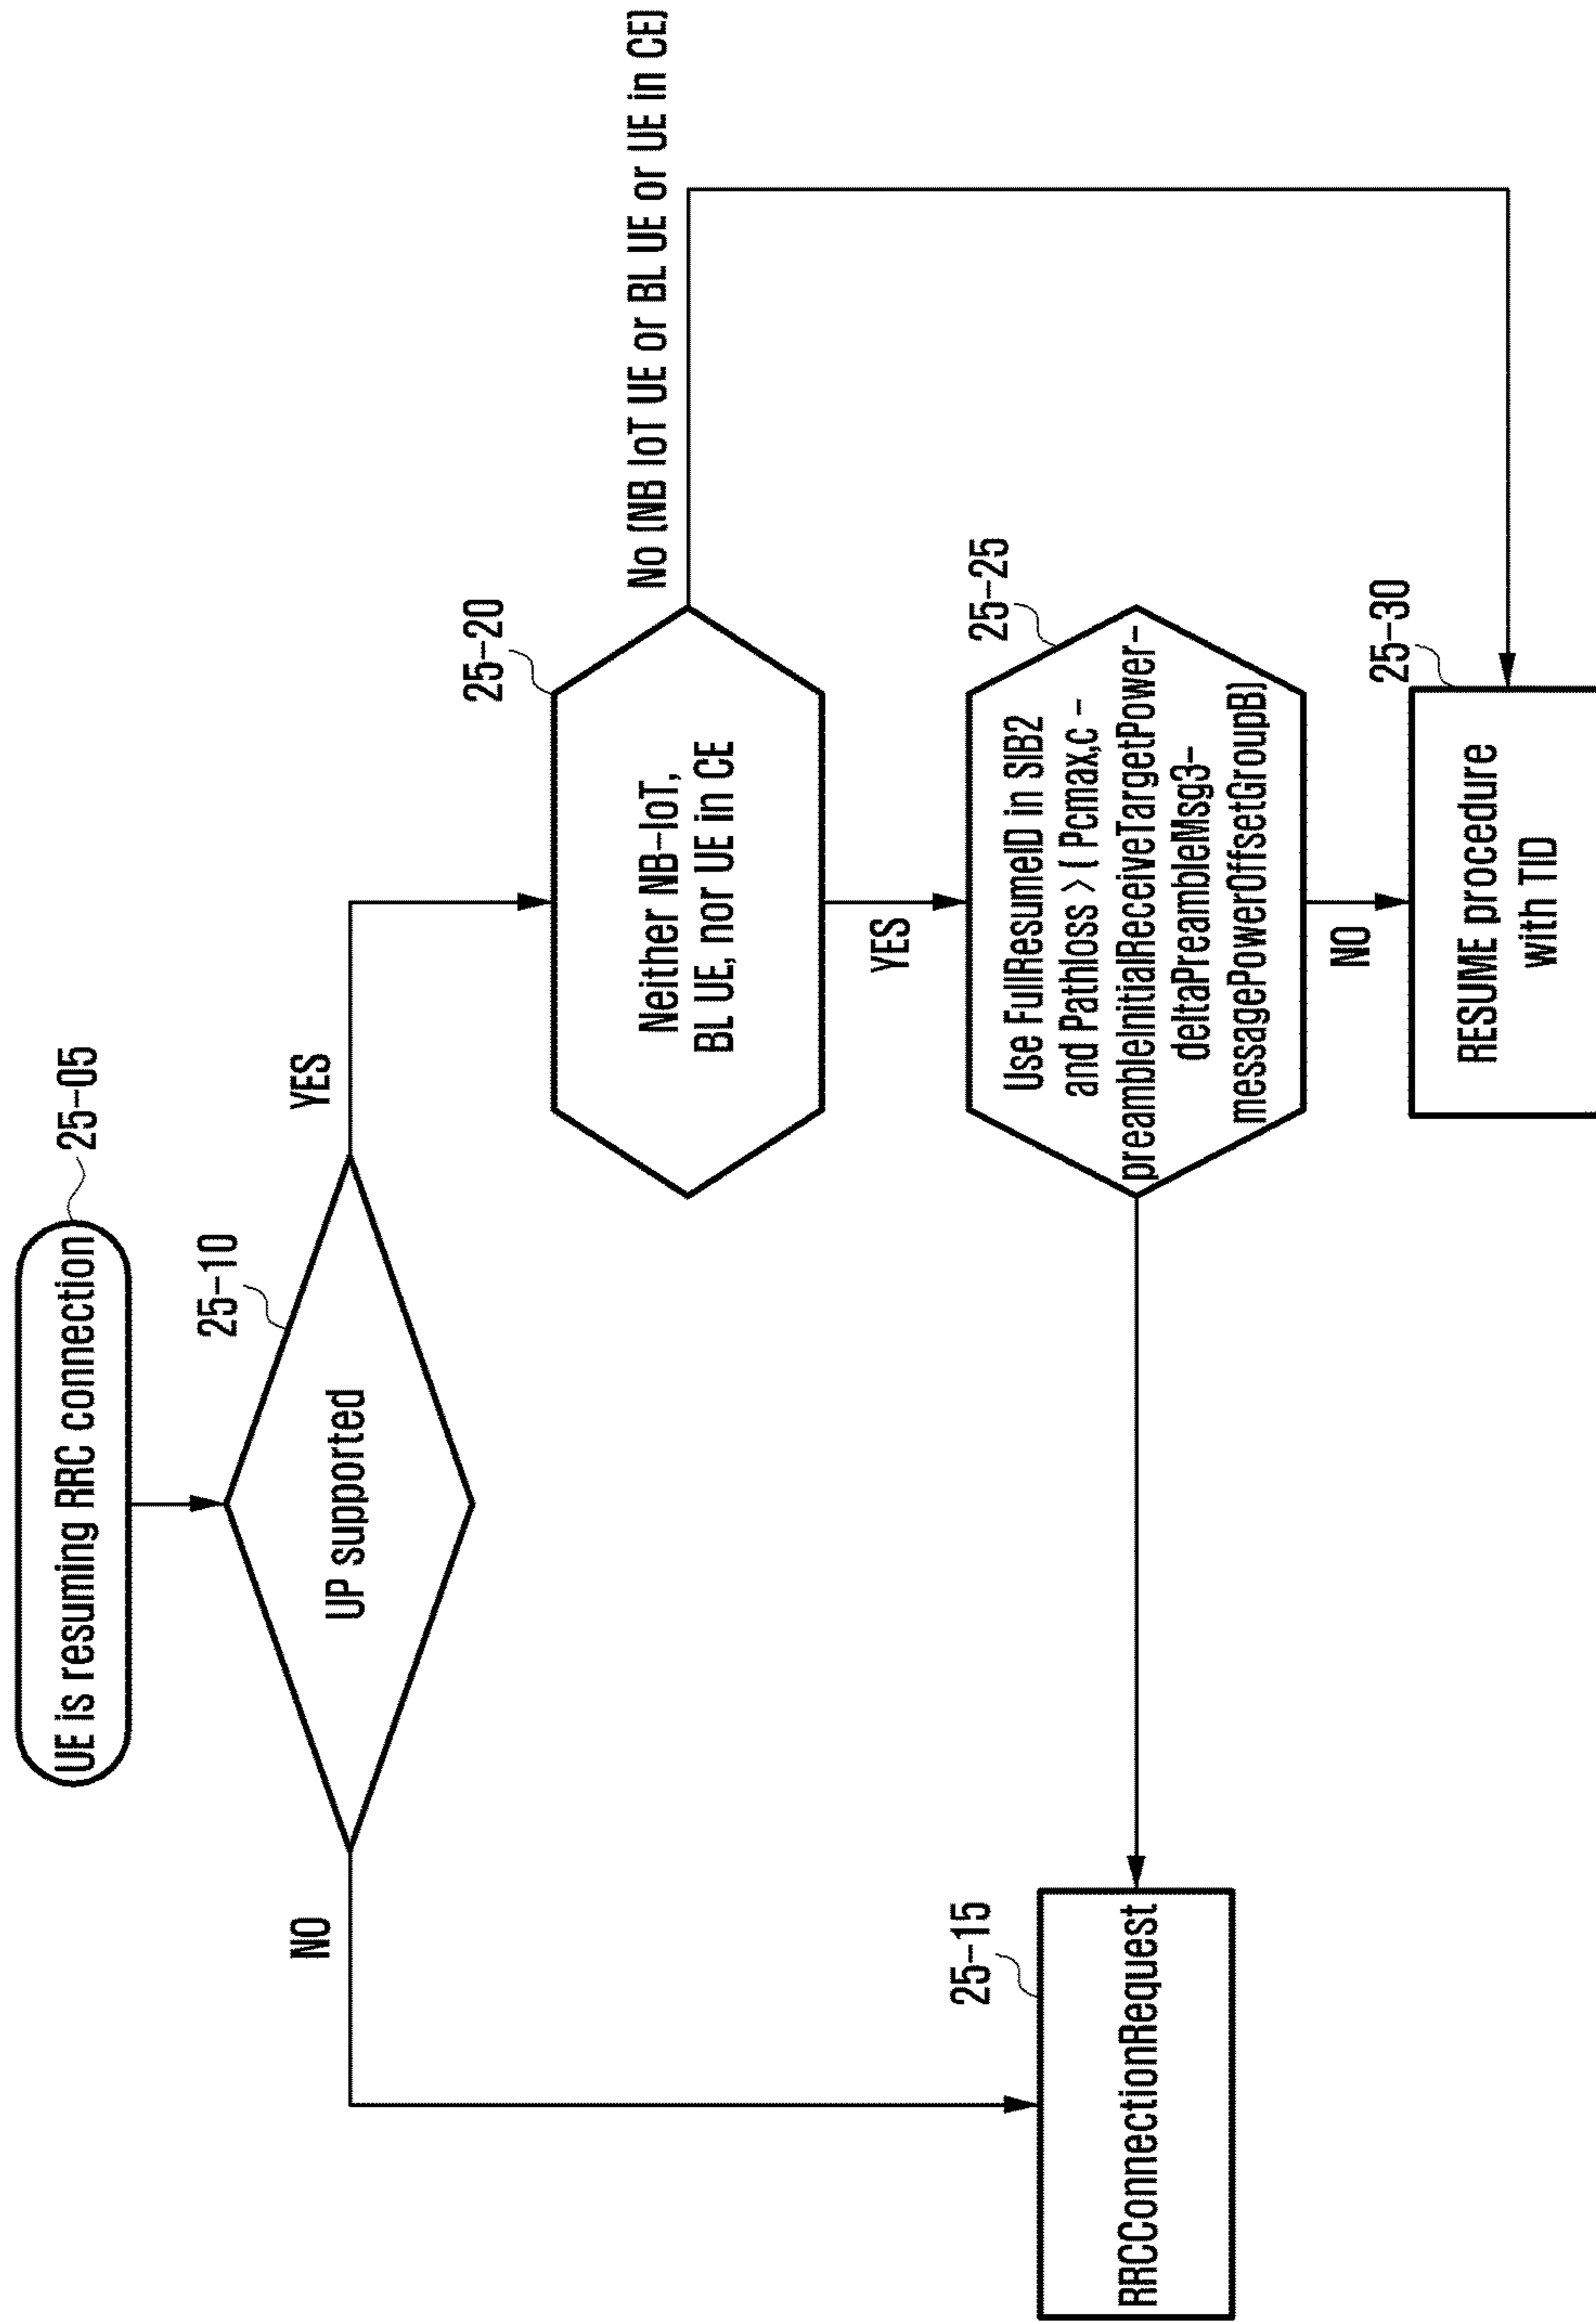 UE is resuming RRC connection
25-05
25-10
UP supported
NO
YES
25-20
Neither NB-IoT,
BL UE, nor UE in CE
No (NB IoT UE or BL UE or UE in CE)
YES
25-25
Use FullResumeID in SIB2
and Pathloss > ( Pcmax,c -
preambleInitialReceiveTargetPower-
deltaPreambleMsg3-
messagePowerOffsetGroupB)
25-15
RRCConnectionRequest
NO
25-30
RESUME procedure
with TID